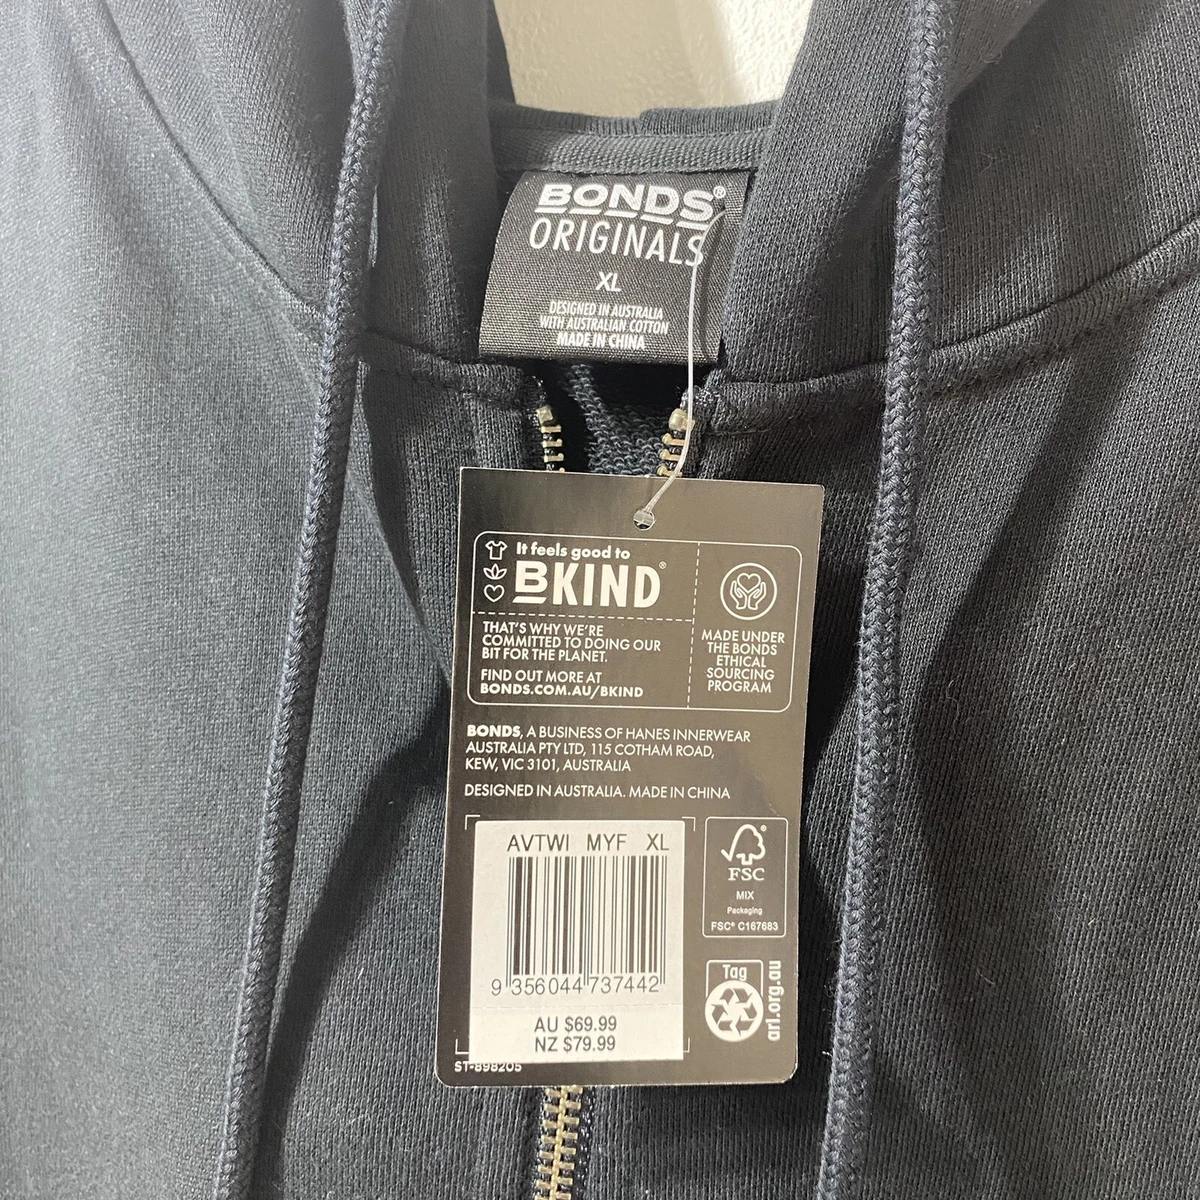 BONDS®
ORIGINALS
XL
DESIGNED IN AUSTRALIA
WITH AUSTRALIAN COTTON
MADE IN CHINA
It feels good to
BKIND®
THAT'S WHY WE'RE
COMMITTED TO DOING OUR
BIT FOR THE PLANET.
FIND OUT MORE AT
BONDS.COM.AU/BKIND
MADE UNDER
THE BONDS
ETHICAL
SOURCING
PROGRAM
BONDS, A BUSINESS OF HANES INNERWEAR
AUSTRALIA PTY LTD, 115 COTHAM ROAD,
KEW, VIC 3101, AUSTRALIA
DESIGNED IN AUSTRALIA. MADE IN CHINA
AVTWI MYF XL
9 356044 737442
AU $69.99
NZ $79.99
ST-898205
FSC
MIX
Packaging
FSC® C167683
Tag
arl.org.au